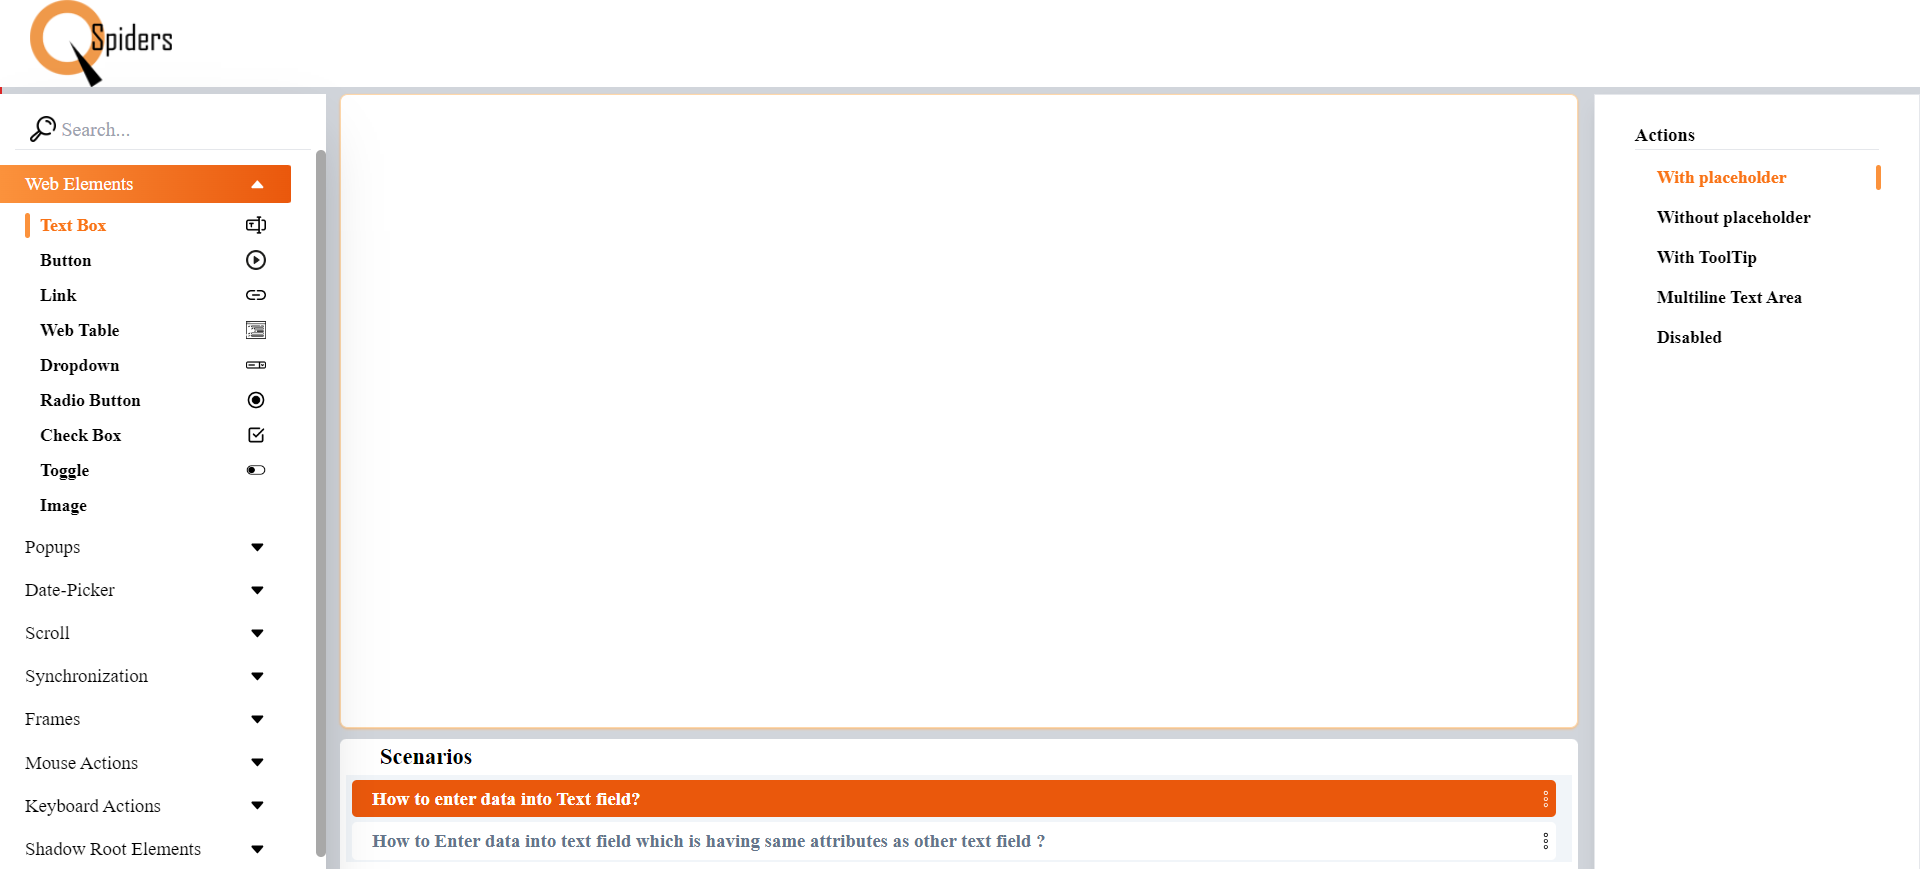 Spiders
Search...
Web Elements
Text Box
Button
Link
Web Table
Dropdown
Radio Button
Check Box
Toggle
Image
Popups
Date-Picker
Scroll
Synchronization
Frames
Mouse Actions
Keyboard Actions
Shadow Root Elements
Scenarios
How to enter data into Text field?
How to Enter data into text field which is having same attributes as other text field ?
Actions
With placeholder
Without placeholder
With ToolTip
Multiline Text Area
Disabled